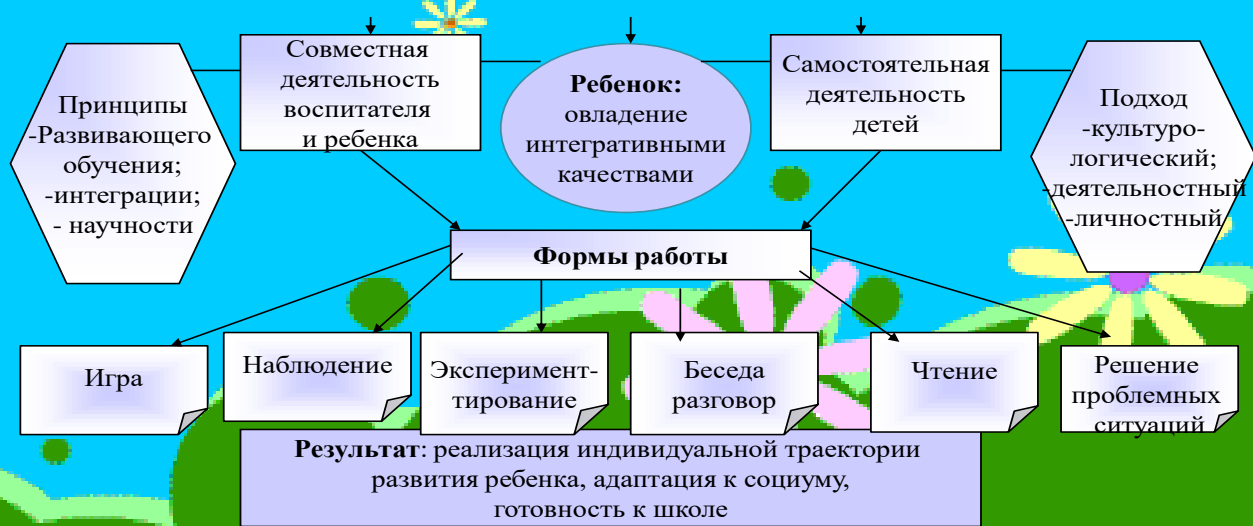 Принципы
-Развивающего
обучения;
-интеграции;
- научности
Совместная
деятельность
воспитателя
и ребенка
Ребенок:
овладение
интегративными
качествами
Самостоятельная
деятельность
детей
Подход
-культуро-
логический;
-деятельностный
-личностный
Формы работы
Игра
Наблюдение
Эксперимент-
тирование
Беседа
разговор
Чтение
Решение
проблемных
ситуаций
Результат: реализация индивидуальной траектории
развития ребенка, адаптация к социуму,
готовность к школе